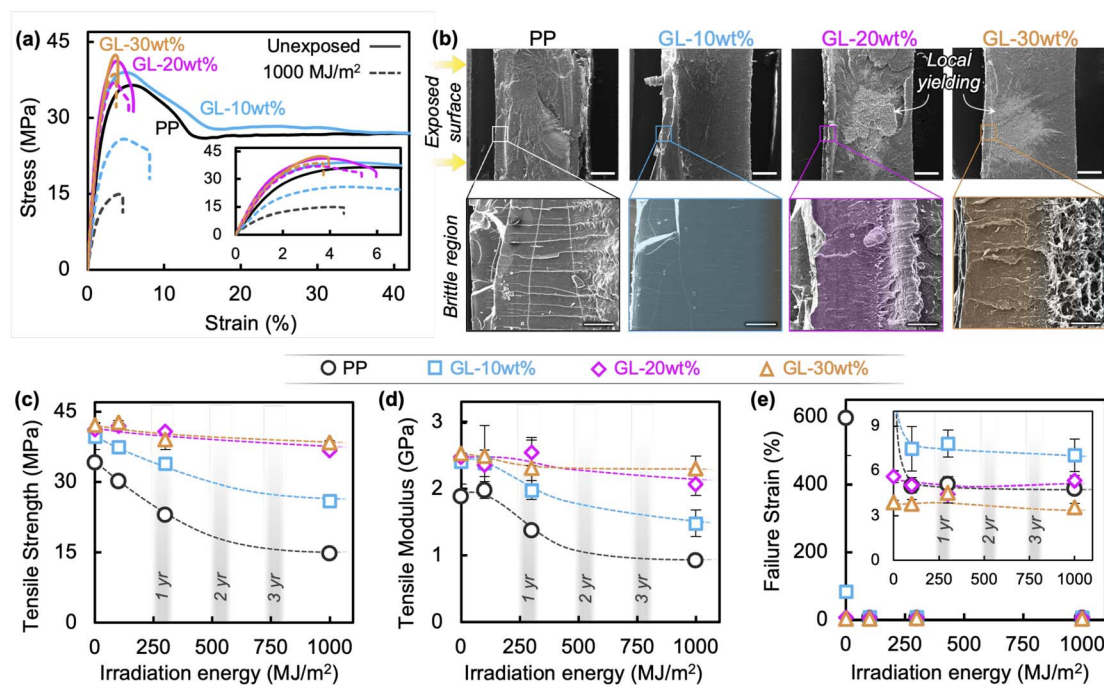 (a)
45
30
15
0
Stress (MPa)
GL-30wt%
GL-20wt%
GL-10wt%
PP
Unexposed
1000 MJ/m²
45
30
15
0
0 2 4 6
0 10 20 30 40
Strain (%)
(b)
PP GL-10wt% GL-20wt% GL-30wt%
Exposed
surface
Local
yielding
Brittle region
PP GL-10wt% GL-20wt% GL-30wt%
(c)
45
30
15
0
Tensile Strength (MPa)
1 yr 2 yr 3 yr
0 250 500 750 1000
Irradiation energy (MJ/m²)
(d)
3
2
1
0
Tensile Modulus (GPa)
1 yr 2 yr 3 yr
0 250 500 750 1000
Irradiation energy (MJ/m²)
(e)
600
400
200
0
Failure Strain (%)
9
6
3
0
1 yr 2 yr 3 yr
0 250 500 750 1000
0 250 500 750 1000
Irradiation energy (MJ/m²)